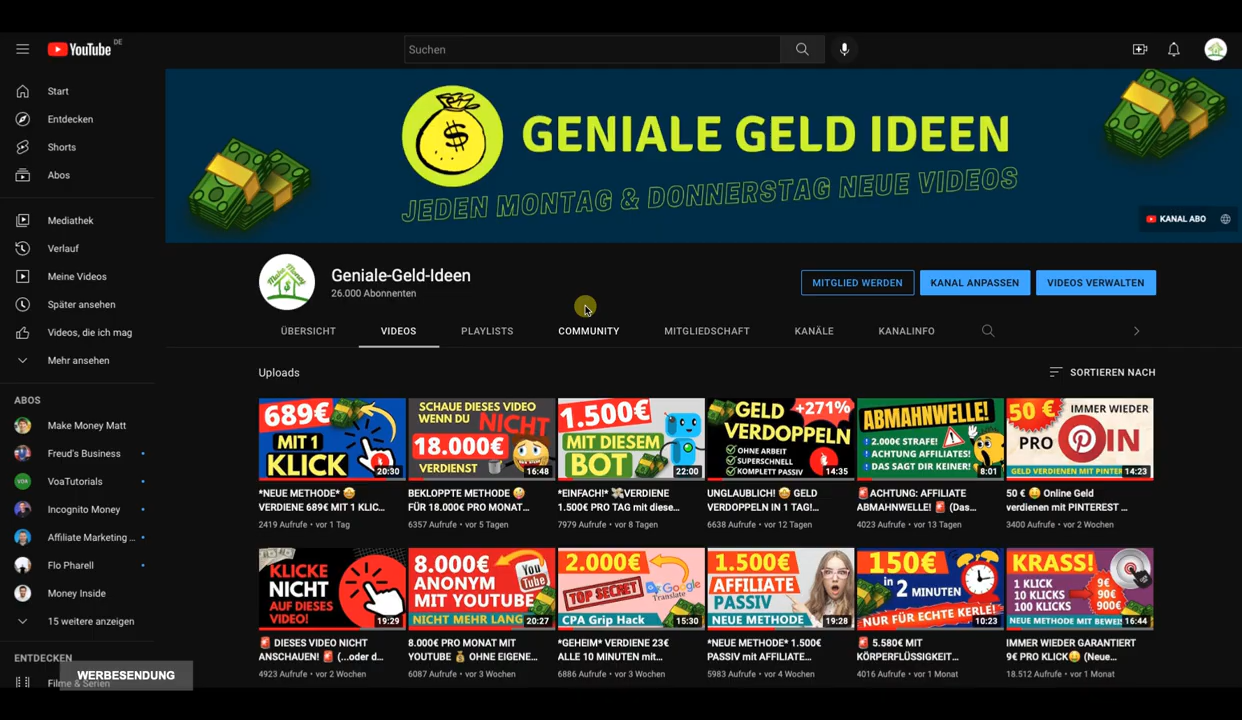 YouTube DE
Suchen
Start
Entdecken
Shorts
Abos
Mediathek
Verlauf
Meine Videos
Später ansehen
Videos, die ich mag
Mehr ansehen
ABOS
Make Money Matt
Freud's Business
VoaTutorials
Incognito Money
Affiliate Marketing ...
Flo Pharell
Money Inside
15 weitere anzeigen
ENTDECKEN
Filme & Serien
WERBESENDUNG
GENIALE GELD IDEEN
JEDEN MONTAG & DONNERSTAG NEUE VIDEOS
KANAL ABO
Geniale-Geld-Ideen
26.000 Abonnenten
MITGLIED WERDEN
KANAL ANPASSEN
VIDEOS VERWALTEN
ÜBERSICHT
VIDEOS
PLAYLISTS
COMMUNITY
MITGLIEDSCHAFT
KANÄLE
KANALINFO
Uploads
SORTIEREN NACH
689€
MIT 1
KLICK
20:30
*NEUE METHODE* 🤩
VERDIENE 689€ MIT 1 KLIC...
2419 Aufrufe • vor 1 Tag
SCHAUE DIESES VIDEO
WENN DU NICHT
18.000€
VERDIENST
16:48
BEKLOPPTE METHODE 🤪
FÜR 18.000€ PRO MONAT...
6357 Aufrufe • vor 5 Tagen
1.500€
MIT DIESEM
BOT
22:00
*EINFACH!* 💸VERDIENE
1.500€ PRO TAG mit diese...
7979 Aufrufe • vor 8 Tagen
GELD +271%
VERDOPPELN
OHNE ARBEIT
SUPERSCHNELL
KOMPLETT PASSIV
14:35
UNGLAUBLICH! 🤩 GELD
VERDOPPELN IN 1 TAG!...
6638 Aufrufe • vor 12 Tagen
ABMAHNWELLE!
2.000€ STRAFE!
ACHTUNG AFFILIATES!
DAS SAGT DIR KEINER!
8:01
🚨ACHTUNG: AFFILIATE
ABMAHNWELLE! 🚨 (Das...
4023 Aufrufe • vor 13 Tagen
50 € IMMER WIEDER
PRO PIN
GELD VERDIENEN MIT PINTER
14:23
50 € 😀 Online Geld
verdienen mit PINTEREST ...
3400 Aufrufe • vor 2 Wochen
KLICKE
NICHT
AUF DIESES
VIDEO!
19:29
🚨 DIESES VIDEO NICHT
ANSCHAUEN! 🚨 (...oder d...
4923 Aufrufe • vor 2 Wochen
8.000€
ANONYM
MIT YOUTUBE
NICHT MEHR LANG
You Tube
20:27
8.000€ PRO MONAT MIT
YOUTUBE 💰 OHNE EIGENE...
6087 Aufrufe • vor 3 Wochen
2.000€
TOP SECRET
Google
Translate
CPA Grip Hack
15:30
*GEHEIM* VERDIENE 23€
ALLE 10 MINUTEN mit...
6886 Aufrufe • vor 3 Wochen
1.500€
AFFILIATE
PASSIV
NEUE METHODE
19:28
*NEUE METHODE* 1.500€
PASSIV mit AFFILIATE...
5983 Aufrufe • vor 4 Wochen
150€
in 2
MINUTEN
NUR FÜR ECHTE KERLE!
10:23
🚨 5.580€ MIT
KÖRPERFLÜSSIGKEIT...
4016 Aufrufe • vor 1 Monat
KRASS!
1 KLICK 9€
10 KLICKS 90€
100 KLICKS 900€
NEUE METHODE MIT BEWEIS
16:44
IMMER WIEDER GARANTIERT
9€ PRO KLICK😀 (Neue...
18.512 Aufrufe • vor 1 Monat